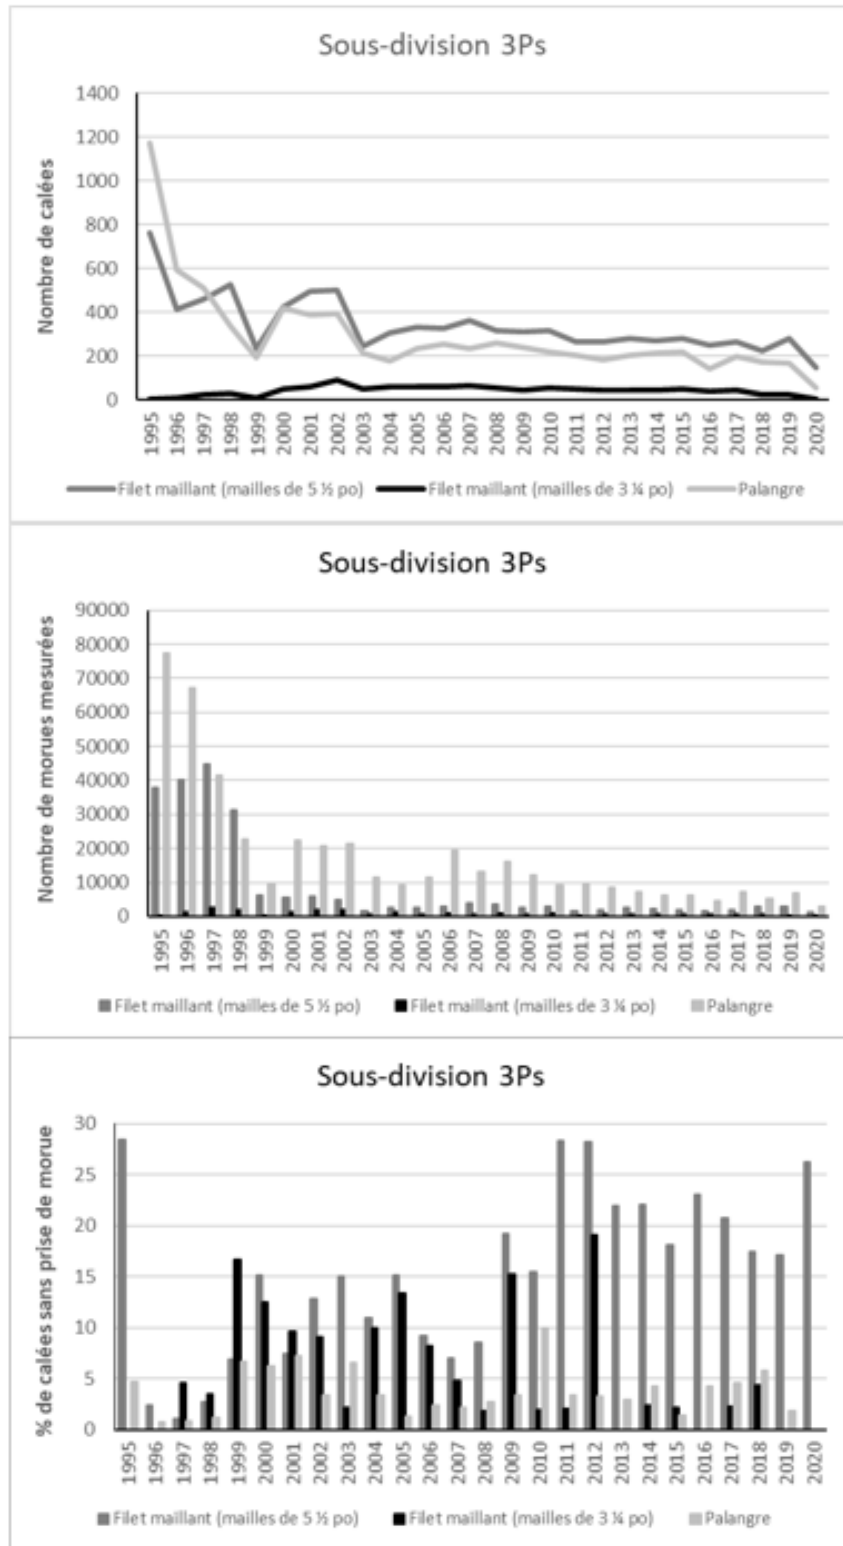 Sous-division 3Ps
Nombre de calées
1400
1200
1000
800
600
400
200
0
1995 1996 1997 1998 1999 2000 2001 2002 2003 2004 2005 2006 2007 2008 2009 2010 2011 2012 2013 2014 2015 2016 2017 2018 2019 2020
Filet maillant (mailles de 5 ½ po) Filet maillant (mailles de 3 ¼ po) Palangre
Sous-division 3Ps
Nombre de morues mesurées
90000
80000
70000
60000
50000
40000
30000
20000
10000
0
1995 1996 1997 1998 1999 2000 2001 2002 2003 2004 2005 2006 2007 2008 2009 2010 2011 2012 2013 2014 2015 2016 2017 2018 2019 2020
Filet maillant (mailles de 5 ½ po) Filet maillant (mailles de 3 ¼ po) Palangre
Sous-division 3Ps
% de calées sans prise de morue
30
25
20
15
10
5
0
1995 1996 1997 1998 1999 2000 2001 2002 2003 2004 2005 2006 2007 2008 2009 2010 2011 2012 2013 2014 2015 2016 2017 2018 2019 2020
Filet maillant (mailles de 5 ½ po) Filet maillant (mailles de 3 ¼ po) Palangre